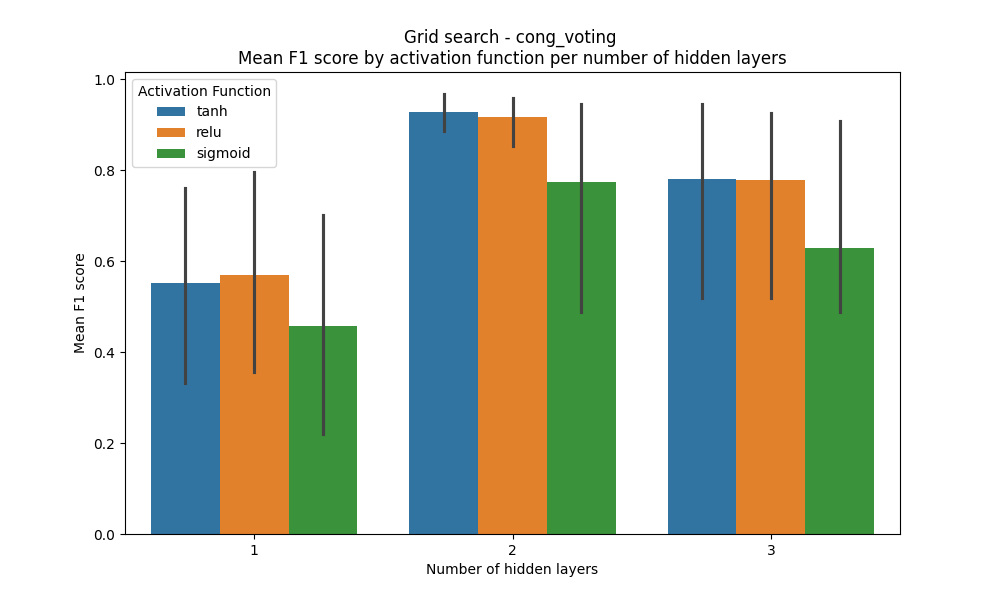 Grid search - cong_voting
Mean F1 score by activation function per number of hidden layers
Activation Function
tanh
relu
sigmoid
Mean F1 score
1.0
0.8
0.6
0.4
0.2
0.0
1
2
3
Number of hidden layers